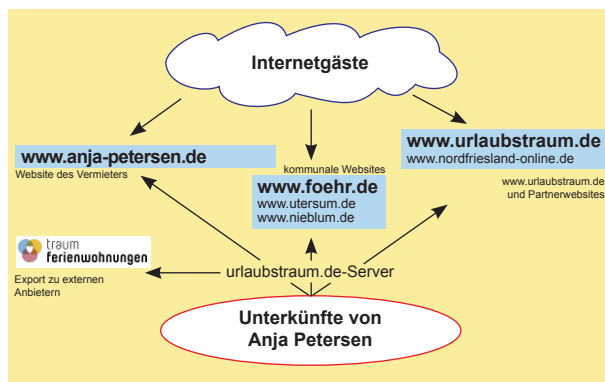 Internetgäste
www.anja-petersen.de
Website des Vermieters
kommunale Websites
www.foehr.de
www.utersum.de
www.nieblum.de
www.urlaubstraum.de
www.nordfriesland-online.de
www.urlaubstraum.de
und Partnerwebsites
traum
ferienwohnungen
Export zu externen
Anbietern
urlaubstraum.de-Server
Unterkünfte von
Anja Petersen